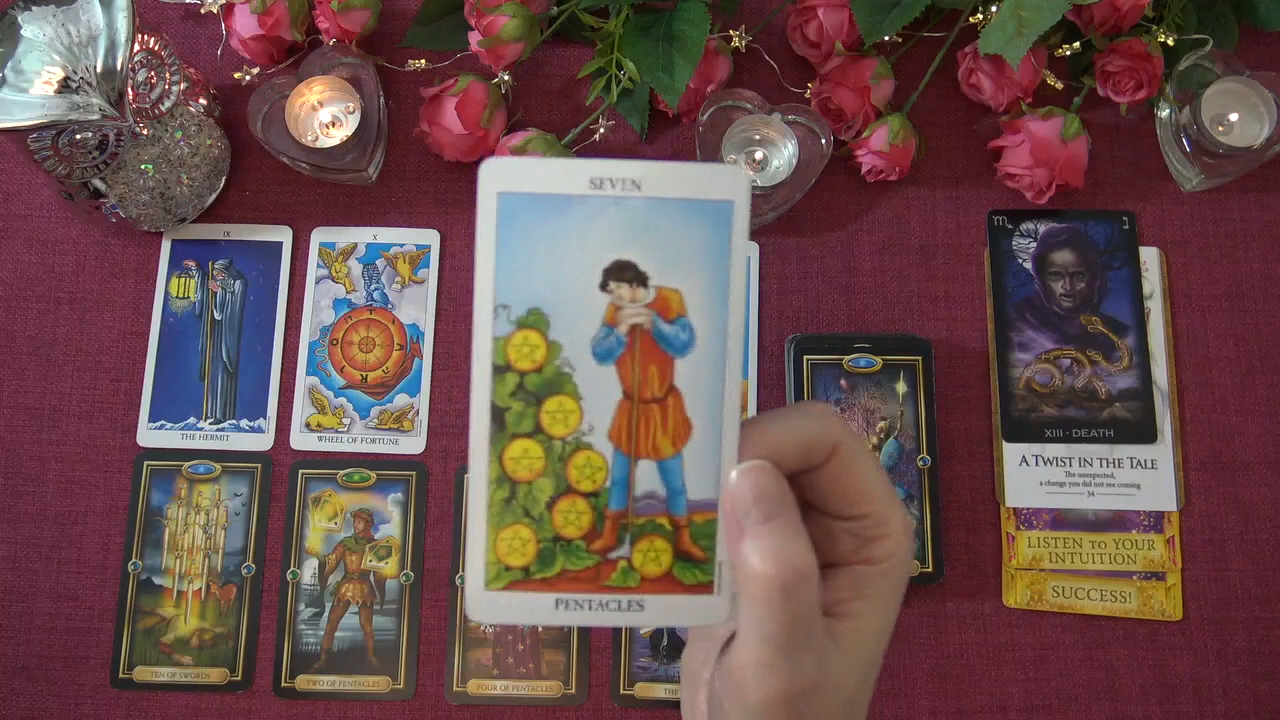 SEVEN
PENTACLES
IX
THE HERMIT
X
WHEEL OF FORTUNE
TEN OF SWORDS
TWO OF PENTACLES
FOUR OF PENTACLES
THE
XIII · DEATH
A TWIST IN THE TALE
The unexpected,
a change you did not see coming
34
LISTEN TO YOUR
INTUITION
SUCCESS!